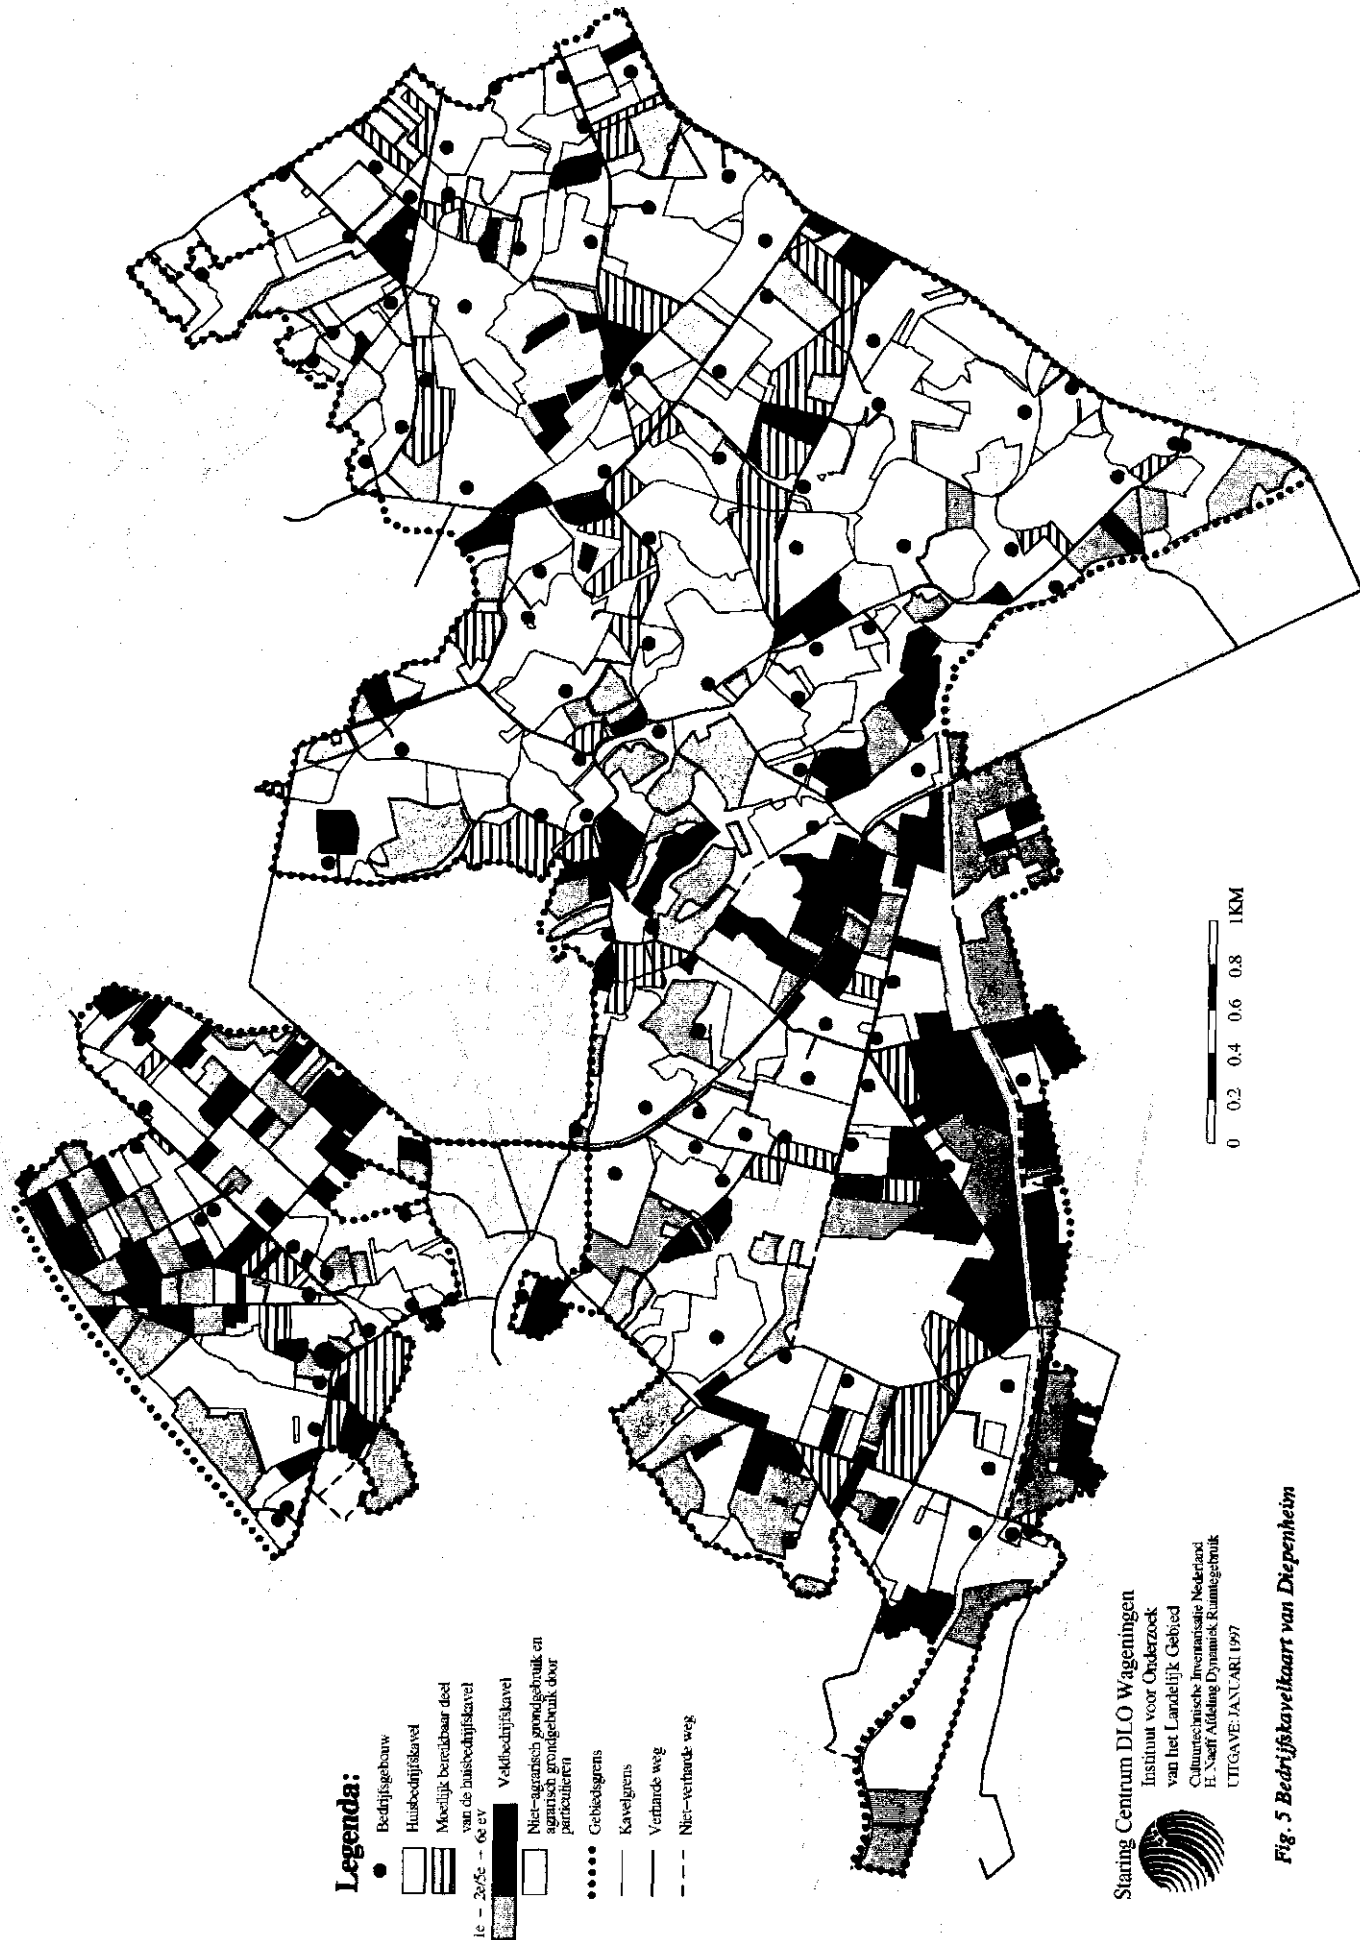 Legenda:
Bedrijfsgebouw
Huisbedrijfskavel
Moeilijk bereikbaar deel
van de huisbedrijfskavel
1e - 2e/5e - 6e ev
Veldbedrijfskavel
Niet-agrarisch grondgebruik en
agrarisch grondgebruik door
particulieren
Gebiedsgrens
Kavelgrens
Verharde weg
Niet-verharde weg
0 0.2 0.4 0.6 0.8 1KM
Staring Centrum DLO Wageningen
Instituut voor Onderzoek
van het Landelijk Gebied
Cultuurtechnische Inventarisatie Nederland
H. Naeff Afdeling Dynamiek Ruimtegebruik
UITGAVE: JANUARI 1997
Fig. 5 Bedrijfskavelkaart van Diepenheim